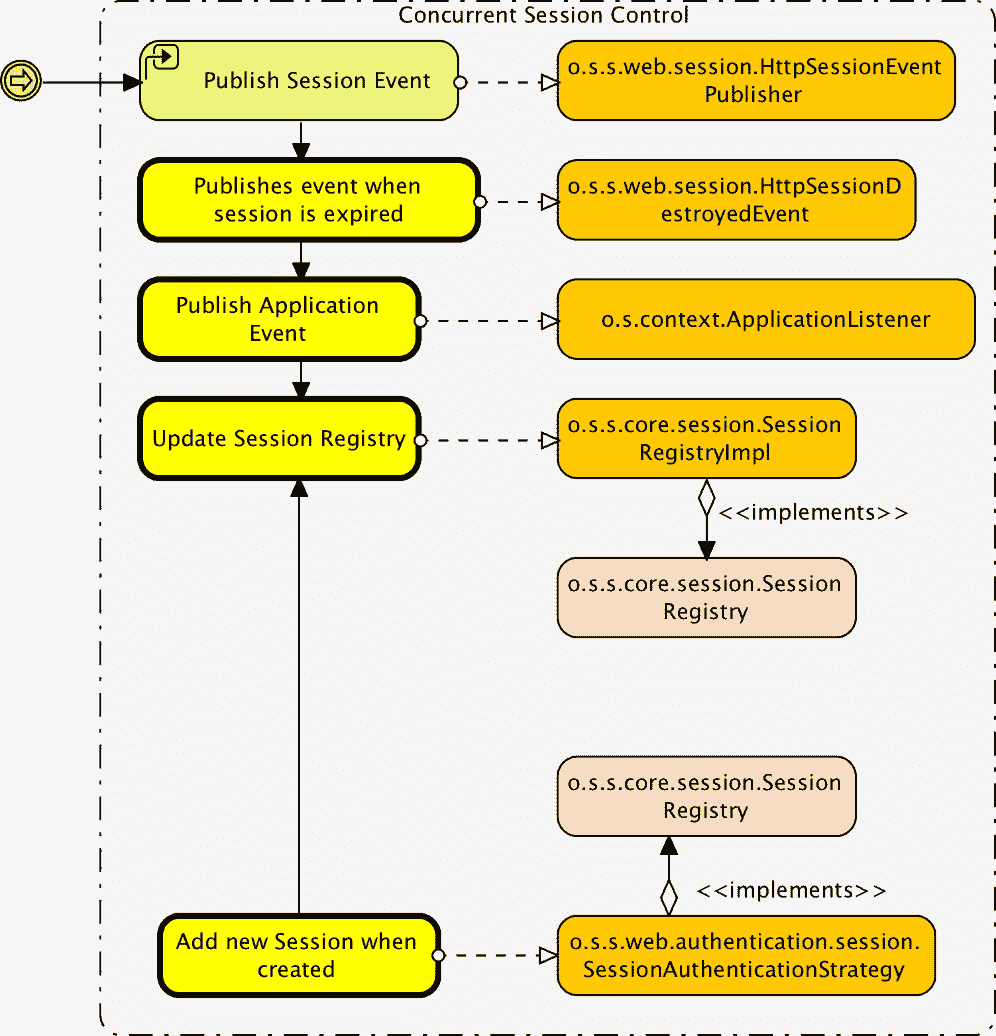 Concurrent Session Control
Publish Session Event
o.s.s.web.session.HttpSessionEvent
Publisher
Publishes event when
session is expired
o.s.s.web.session.HttpSessionD
estroyedEvent
Publish Application
Event
o.s.context.ApplicationListener
Update Session Registry
o.s.s.core.session.Session
RegistryImpl
<<implements>>
o.s.s.core.session.Session
Registry
o.s.s.core.session.Session
Registry
<<implements>>
Add new Session when
created
o.s.s.web.authentication.session.
SessionAuthenticationStrategy